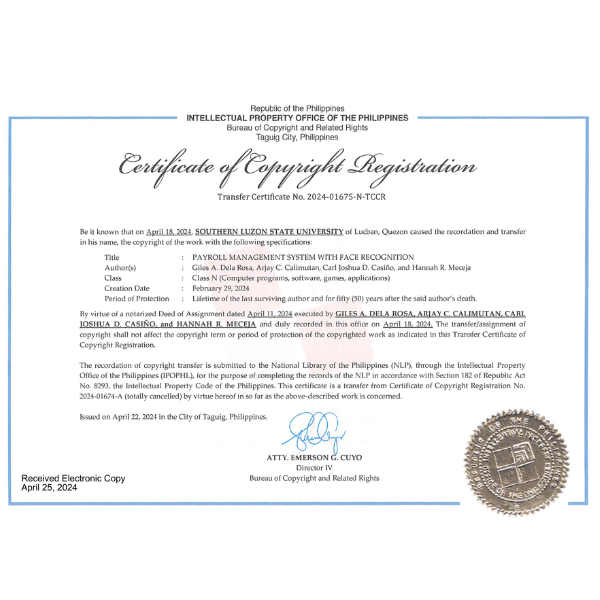 Republic of the Philippines
INTELLECTUAL PROPERTY OFFICE OF THE PHILIPPINES
Bureau of Copyright and Related Rights
Taguig City, Philippines
Certificate of Copyright Registration
Transfer Certificate No. 2024-01675-N-TCCR
Be it known that on April 18, 2024, SOUTHERN LUZON STATE UNIVERSITY of Lucban, Quezon caused the recordation and transfer
in his name, the copyright of the work with the following specifications:
Title : PAYROLL MANAGEMENT SYSTEM WITH FACE RECOGNITION
Author(s) : Giles A. Dela Rosa, Arjay C. Calimutan, Carl Joshua D. Casiño, and Hannah R. Meceja
Class : Class N (Computer programs, software, games, applications)
Creation Date : February 29, 2024
Period of Protection : Lifetime of the last surviving author and for fifty (50) years after the said author's death.
By virtue of a notarized Deed of Assignment dated April 11, 2024 executed by GILES A. DELA ROSA, ARJAY C. CALIMUTAN, CARL
JOSHUA D. CASIÑO, and HANNAH R. MECEJA and duly recorded in this office on April 18, 2024. The transfer/assignment of
copyright shall not affect the copyright term or period of protection of the copyrighted work as indicated in this Transfer Certificate of
Copyright Registration.
The recordation of copyright transfer is submitted to the National Library of the Philippines (NLP), through the Intellectual Property
Office of the Philippines (IPOPHL), for the purpose of completing the records of the NLP in accordance with Section 182 of Republic Act
No. 8293, the Intellectual Property Code of the Philippines. This certificate is a transfer from Certificate of Copyright Registration No.
2024-01674-A (totally cancelled) by virtue hereof in so far as the above-described work is concerned.
Issued on April 22, 2024 in the City of Taguig, Philippines.
ATTY. EMERSON G. CUYO
Director IV
Bureau of Copyright and Related Rights
Received Electronic Copy
April 25, 2024